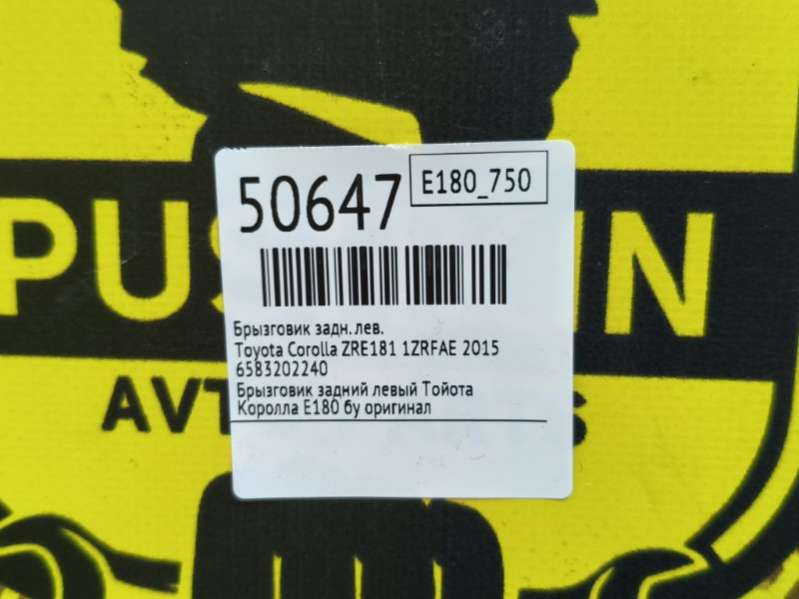 50647
E180_750
Брызговик задн.лев.
Toyota Corolla ZRE181 1ZRFAE 2015
6583202240
Брызговик задний левый Тойота
Королла E180 бу оригинал